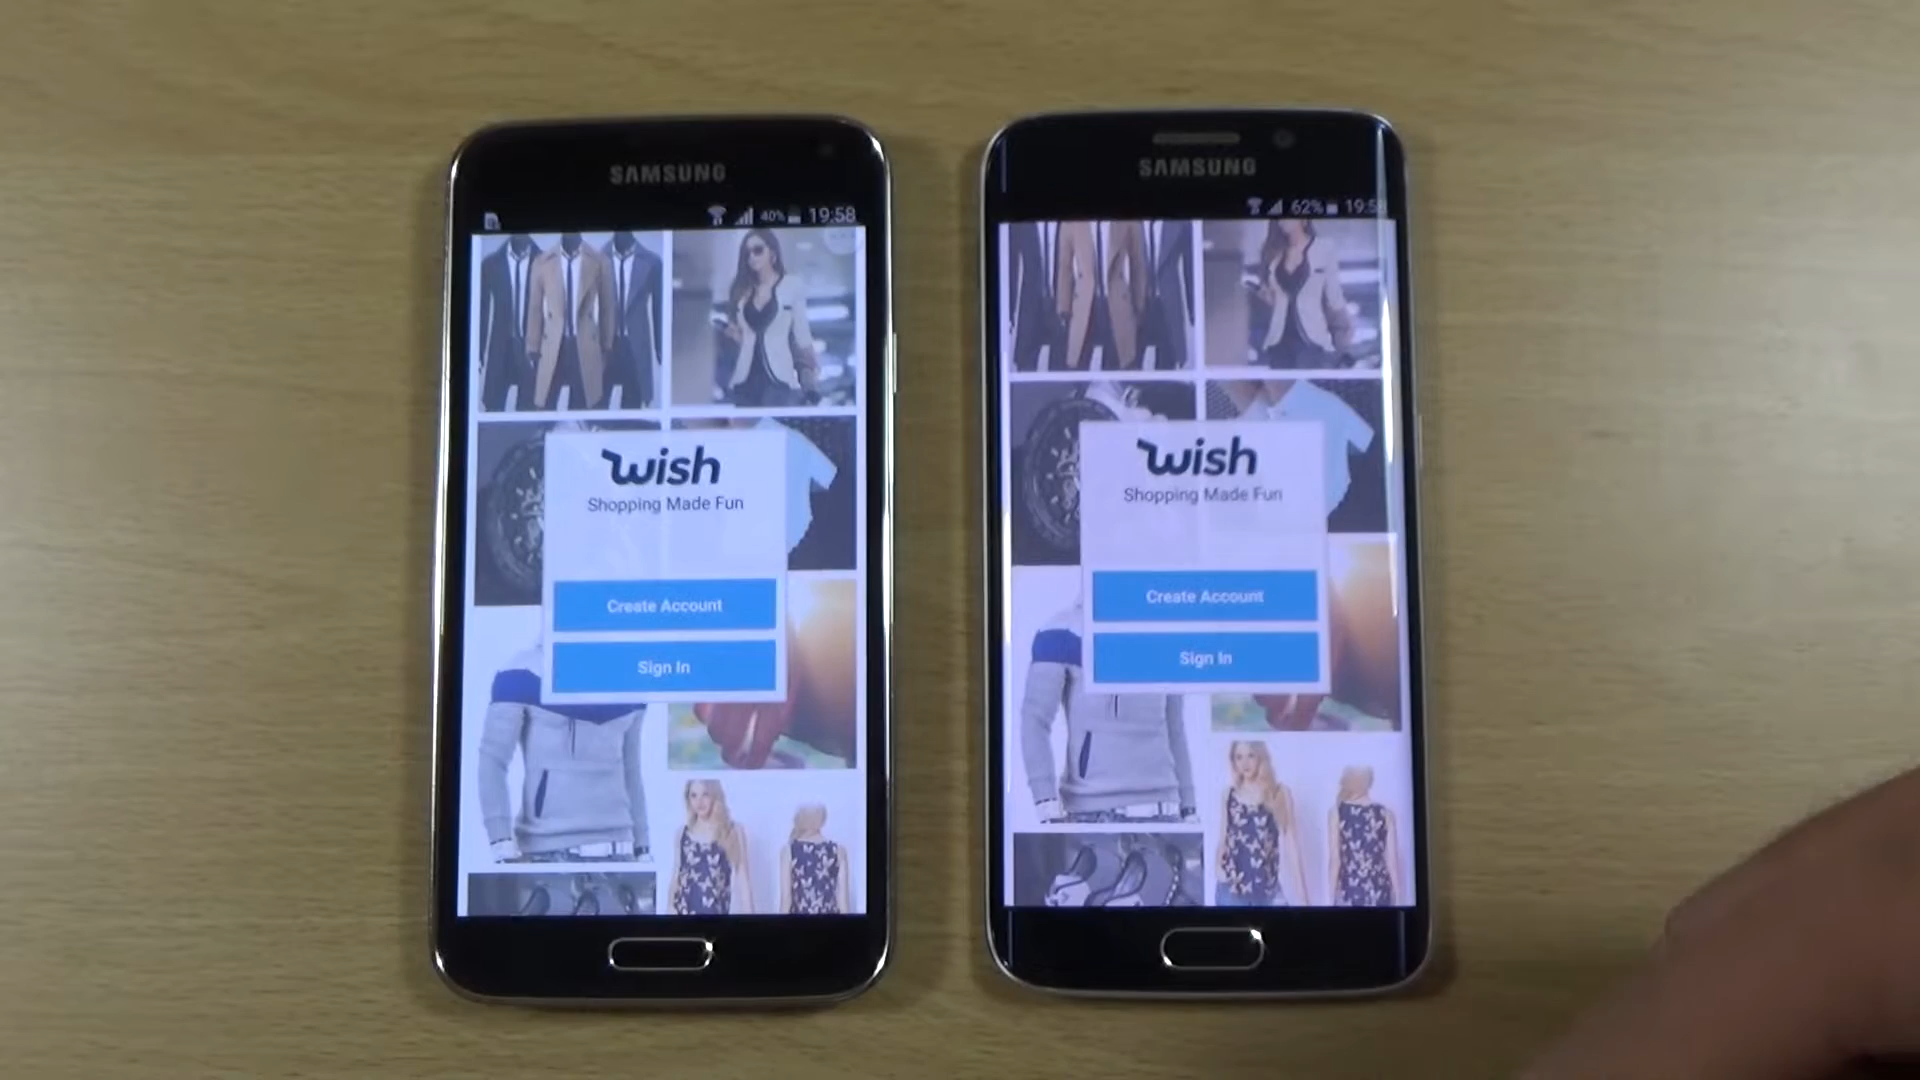 SAMSUNG
40% 19:58
wish
Shopping Made Fun
Create Account
Sign In
SAMSUNG
62% 19:58
wish
Shopping Made Fun
Create Account
Sign In